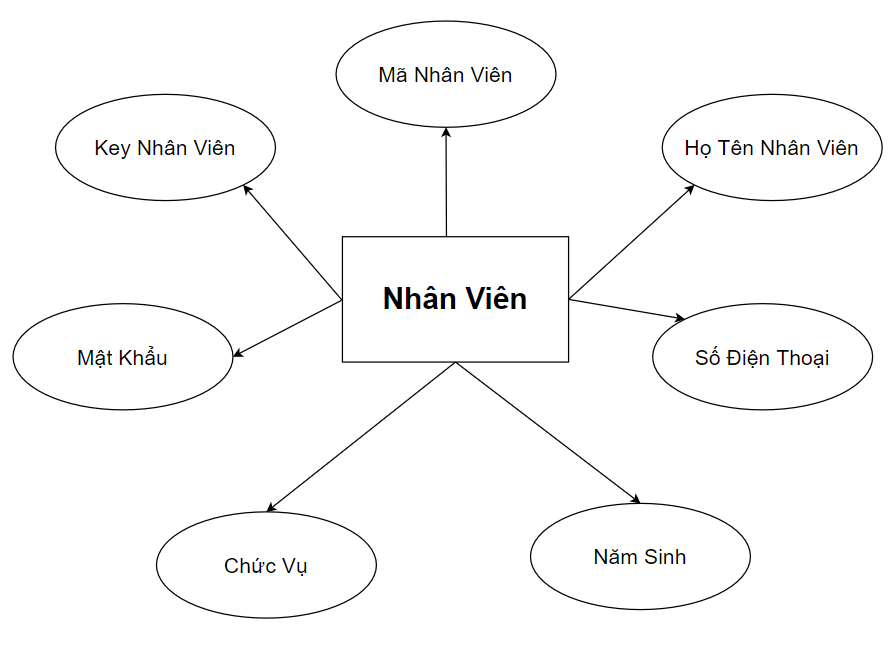 Mã Nhân Viên
Key Nhân Viên
Họ Tên Nhân Viên
Nhân Viên
Mật Khẩu
Số Điện Thoại
Chức Vụ
Năm Sinh